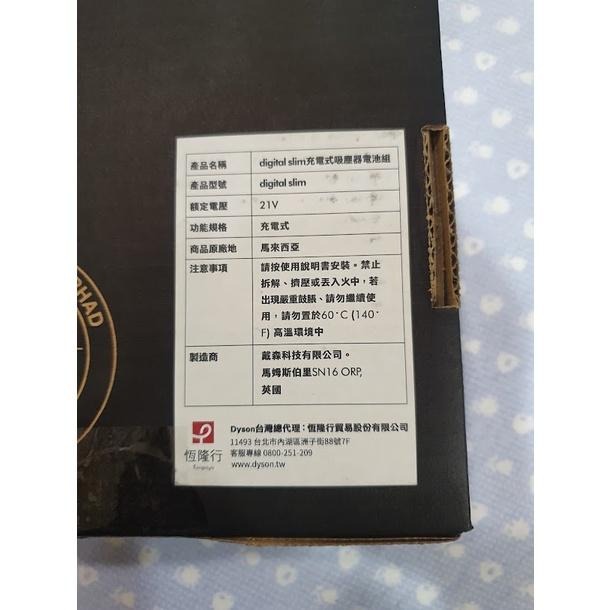 產品名稱 digital slim充電式吸塵器電池組
產品型號 digital slim
額定電壓 21V
功能規格 充電式
商品原廠地 馬來西亞
注意事項 請按使用說明書安裝。禁止
拆解、擠壓或丟入火中，若
出現嚴重鼓脹、請勿繼續使
用，請勿置於60˚C (140˚
F) 高溫環境中
製造商 戴森科技有限公司。
馬姆斯伯里SN16 ORP,
英國
恆隆行
Dyson台灣總代理：恆隆行貿易股份有限公司
11493 台北市內湖區洲子街88號7F
客服專線 0800-251-209
www.dyson.tw